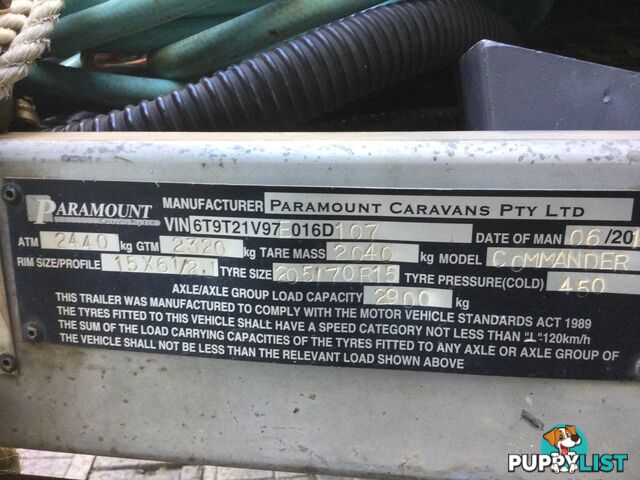 PARAMOUNT MANUFACTURER PARAMOUNT CARAVANS PTY LTD
VIN 6T9T21V97 016D107 DATE OF MAN 06/201
ATM 2440 kg GTM 2320 kg TARE MASS 2040 kg MODEL COMMANDER
RIM SIZE/PROFILE 15X61/2J TYRE SIZE 205/70R15 TYRE PRESSURE(COLD) 450
AXLE/AXLE GROUP LOAD CAPACITY 2900 kg
THIS TRAILER WAS MANUFACTURED TO COMPLY WITH THE MOTOR VEHICLE STANDARDS ACT 1989
THE TYRES FITTED TO THIS VEHICLE SHALL HAVE A SPEED CATEGORY NOT LESS THAN "L"-120km/h
THE SUM OF THE LOAD CARRYING CAPACITIES OF THE TYRES FITTED TO ANY AXLE OR AXLE GROUP OF
THE VEHICLE SHALL NOT BE LESS THAN THE RELEVANT LOAD SHOWN ABOVE
PUPPYLIST